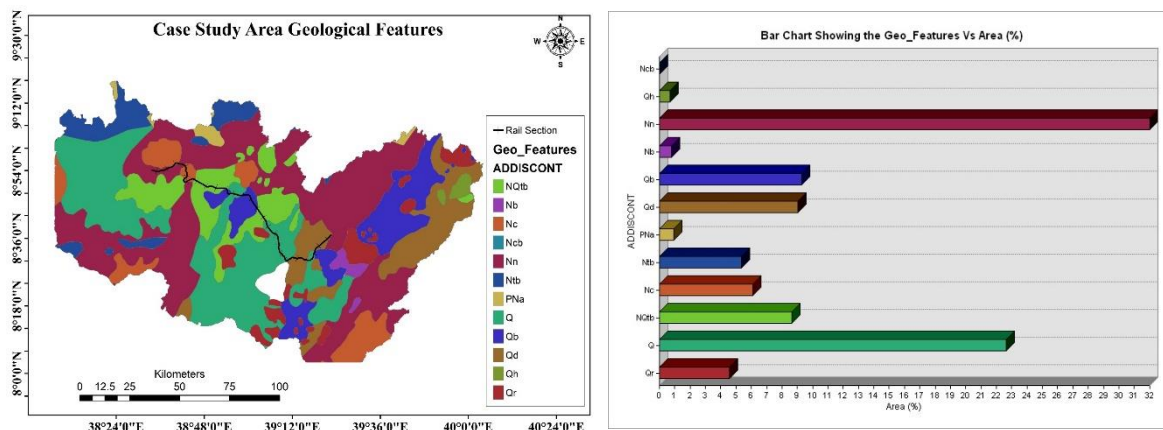 Case Study Area Geological Features
N
W E
S
9°30'0"N
9°12'0"N
8°54'0"N
8°36'0"N
8°18'0"N
8°0'0"N
Rail Section
Geo_Features
ADDISCONT
NQtb
Nb
Nc
Ncb
Nn
Ntb
PNa
Q
Qb
Qd
Qh
Qr
Kilometers
0 12.5 25 50 75 100
38°24'0"E 38°48'0"E 39°12'0"E 39°36'0"E 40°0'0"E 40°24'0"E
Bar Chart Showing the Geo_Features Vs Area (%)
ADDISCONT
Ncb
Qh
Nn
Nb
Qb
Qd
PNa
Ntb
Nc
NQtb
Q
Qr
0 1 2 3 4 5 6 7 8 9 10 11 12 13 14 15 16 17 18 19 20 21 22 23 24 25 26 27 28 29 30 31 32
Area (%)